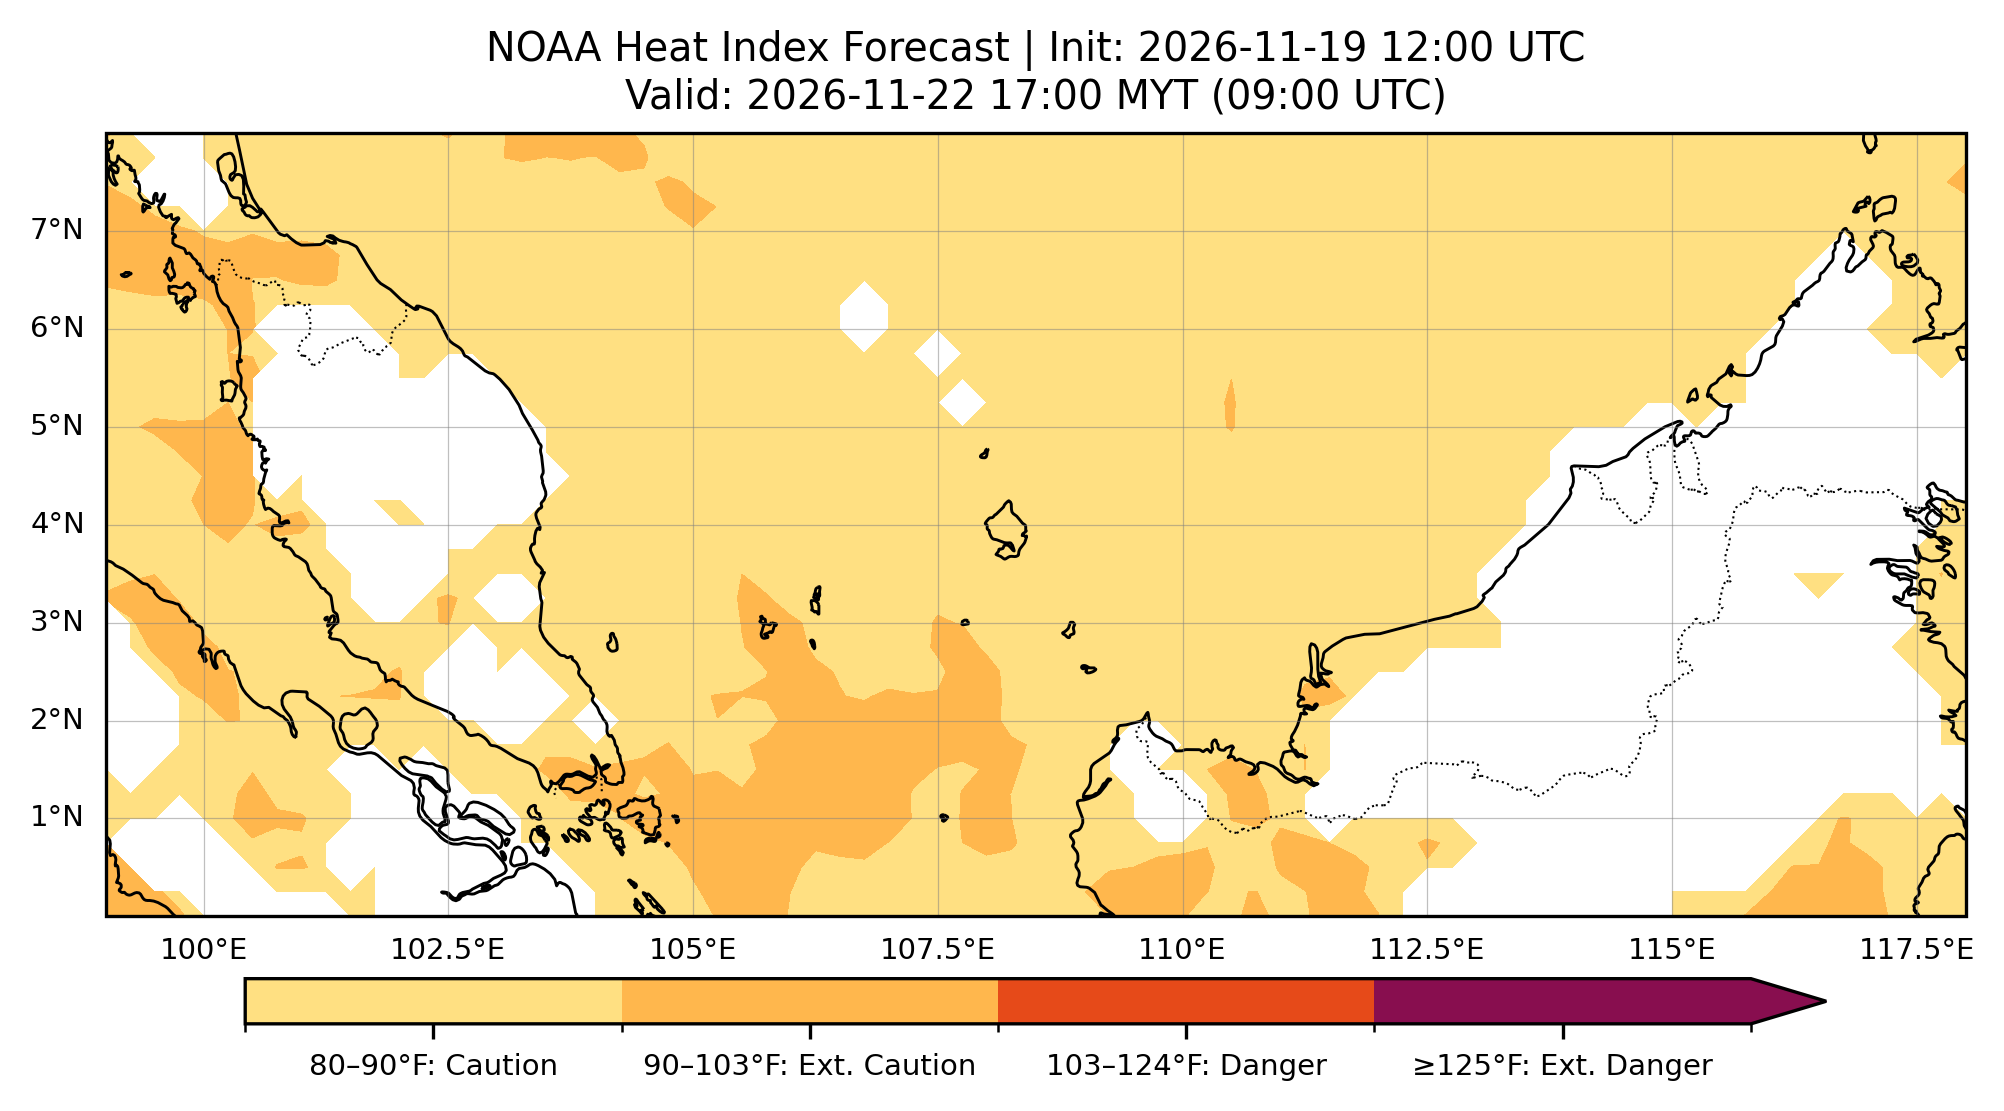 NOAA Heat Index Forecast | Init: 2026-11-19 12:00 UTC
Valid: 2026-11-22 17:00 MYT (09:00 UTC)
7°N
6°N
5°N
4°N
3°N
2°N
1°N
100°E 102.5°E 105°E 107.5°E 110°E 112.5°E 115°E 117.5°E
80–90°F: Caution 90–103°F: Ext. Caution 103–124°F: Danger ≥125°F: Ext. Danger